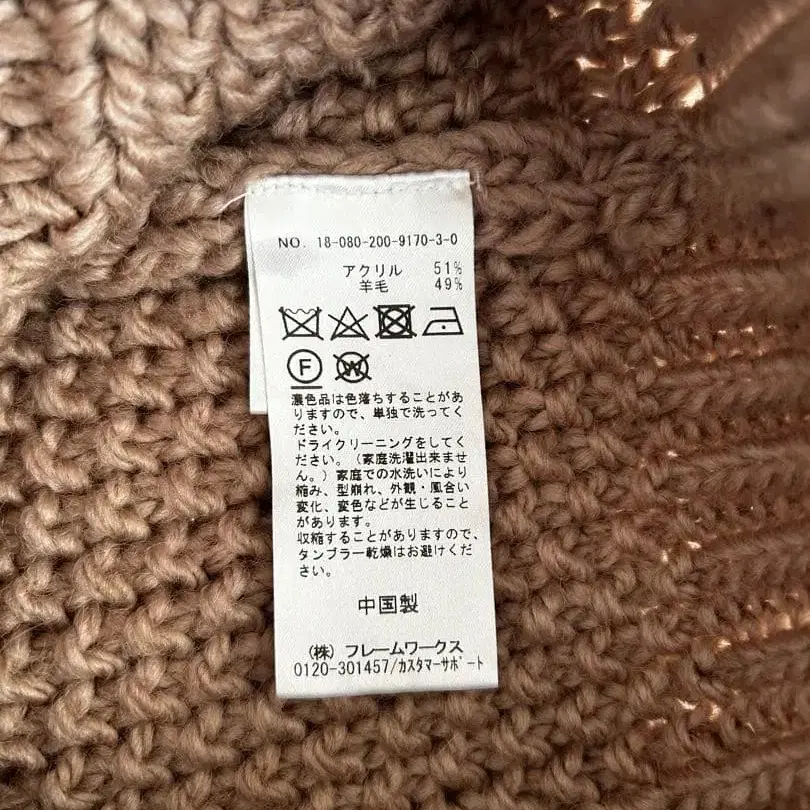 NO. 18-080-200-9170-3-0
アクリル 51%
羊毛 49%
F W
濃色品は色落ちすることがあ
りますので、単独で洗ってく
ださい。
ドライクリーニングをしてく
ださい。(家庭洗濯出来ませ
ん。)家庭での水洗いにより
縮み、型崩れ、外観・風合い
変化、変色などが生じること
があります。
収縮することがありますので、
タンブラー乾燥はお避けくだ
さい。
中国製
(株) フレームワークス
0120-301457/カスタマーサポート